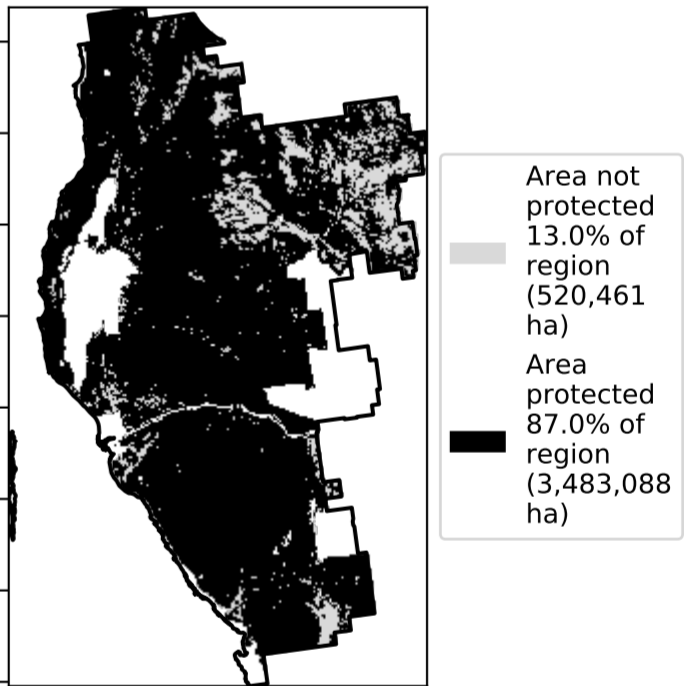 Area not
protected
13.0% of
region
(520,461
ha)
Area
protected
87.0% of
region
(3,483,088
ha)